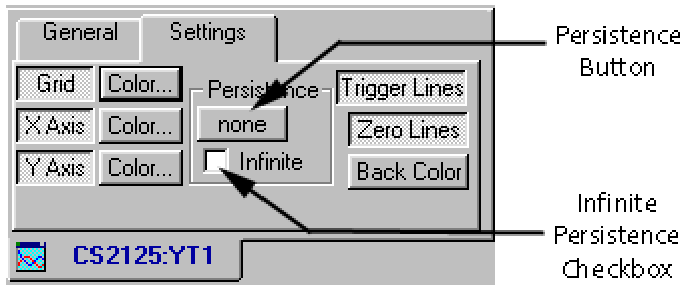 General Settings
Persistence
Button
Grid Color... Persistence Trigger Lines
X Axis Color... none Zero Lines
Y Axis Color... Infinite Back Color
Infinite
Persistence
Checkbox
CS2125:YT1